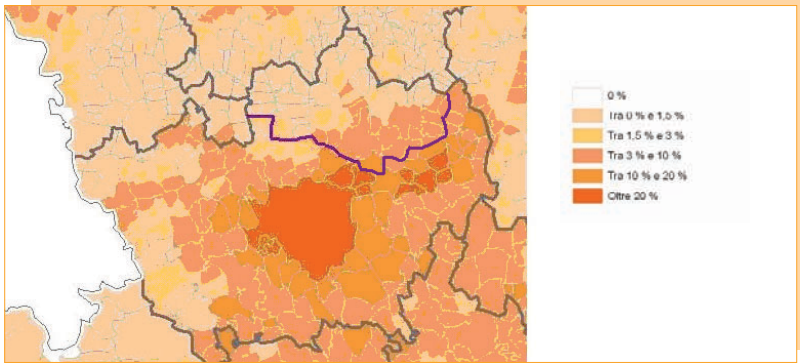 0 %
Tra 0 % e 1,5 %
Tra 1,5 % e 3 %
Tra 3 % e 10 %
Tra 10 % e 20 %
Oltre 20 %